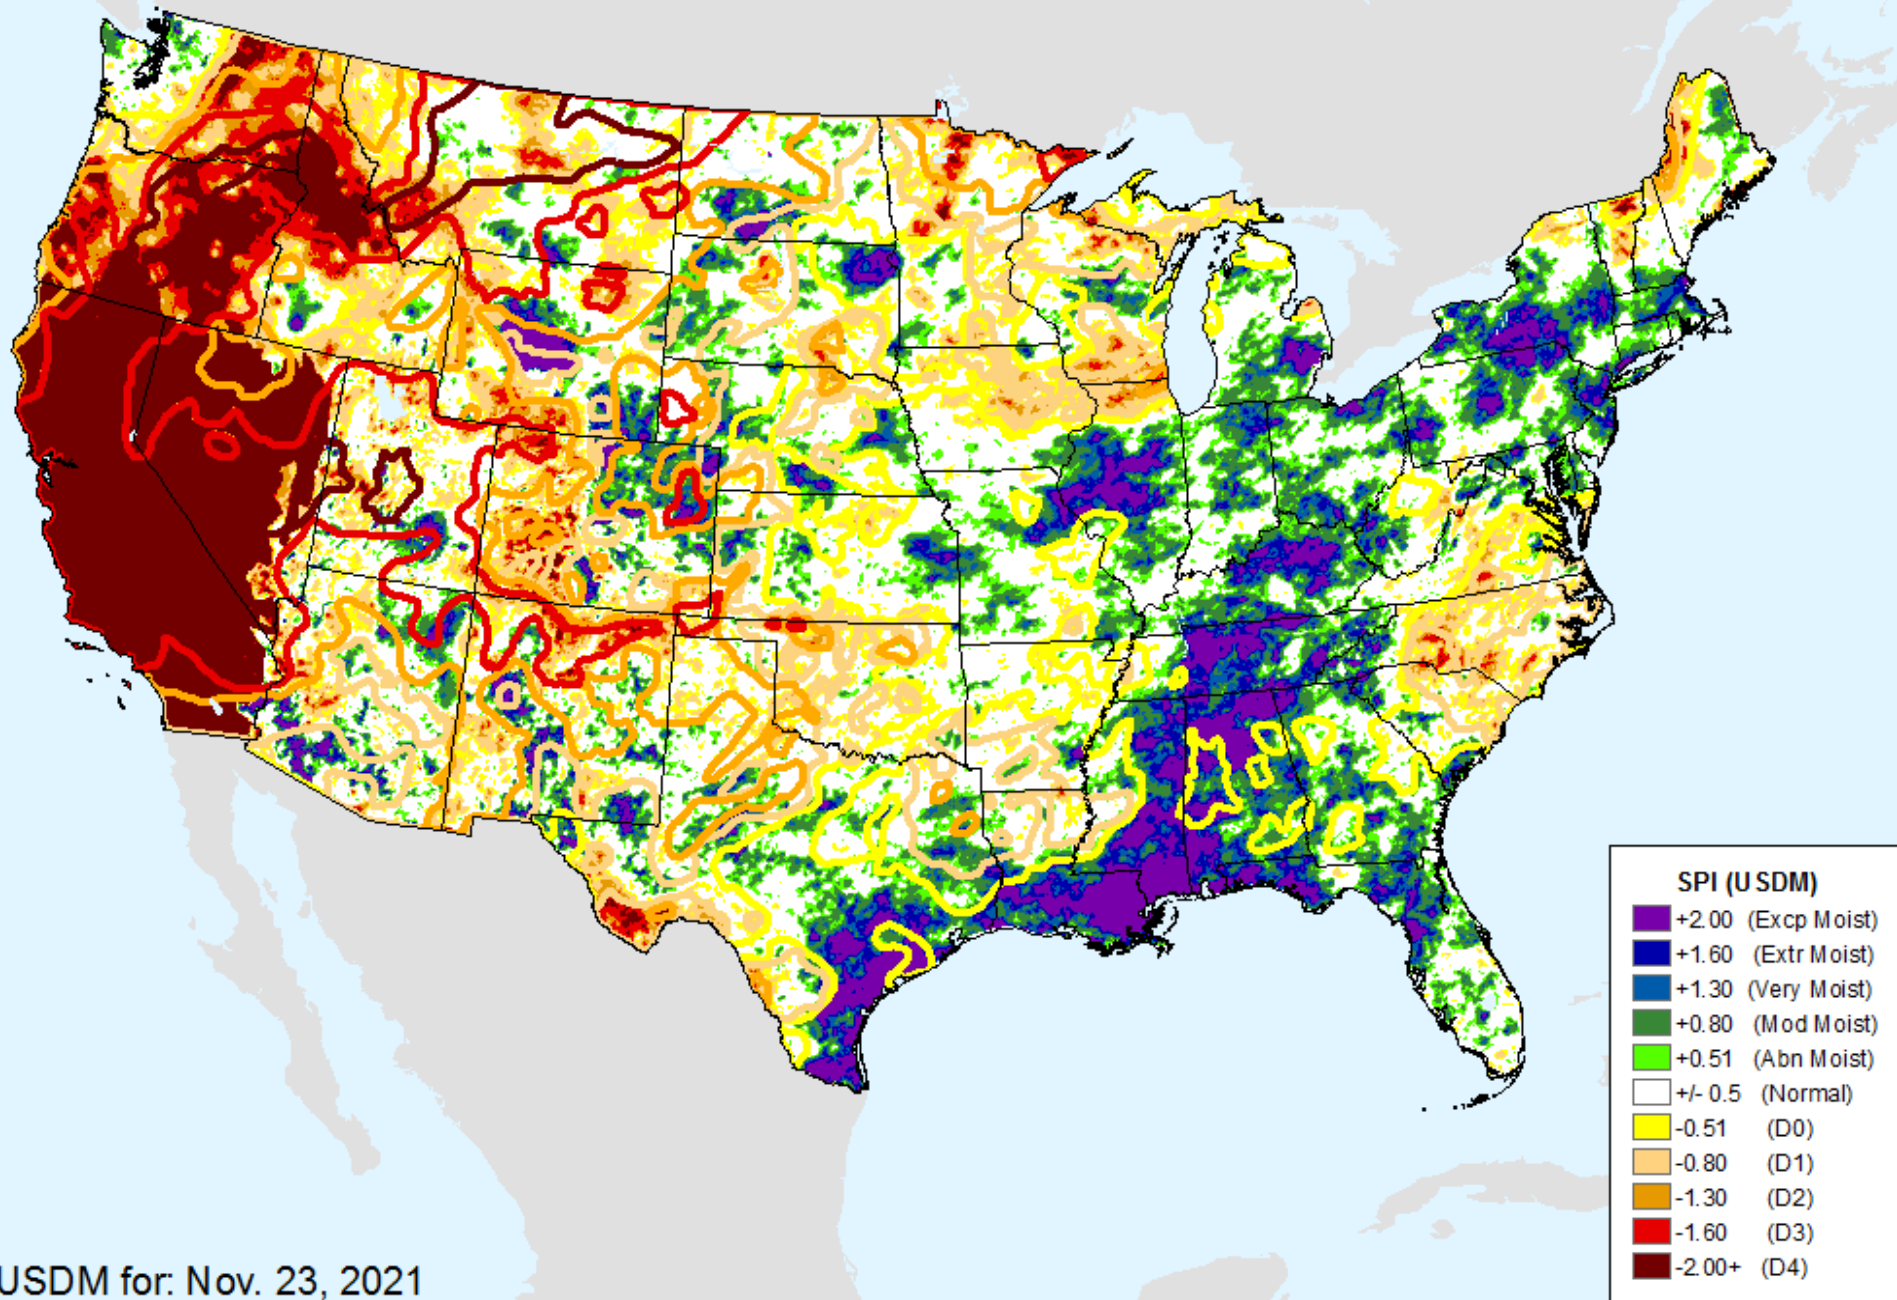 SPI (USDM)
+2.00 (Excp Moist)
+1.60 (Extr Moist)
+1.30 (Very Moist)
+0.80 (Mod Moist)
+0.51 (Abn Moist)
+/- 0.5 (Normal)
-0.51 (D0)
-0.80 (D1)
-1.30 (D2)
-1.60 (D3)
-2.00+ (D4)
USDM for: Nov. 23, 2021